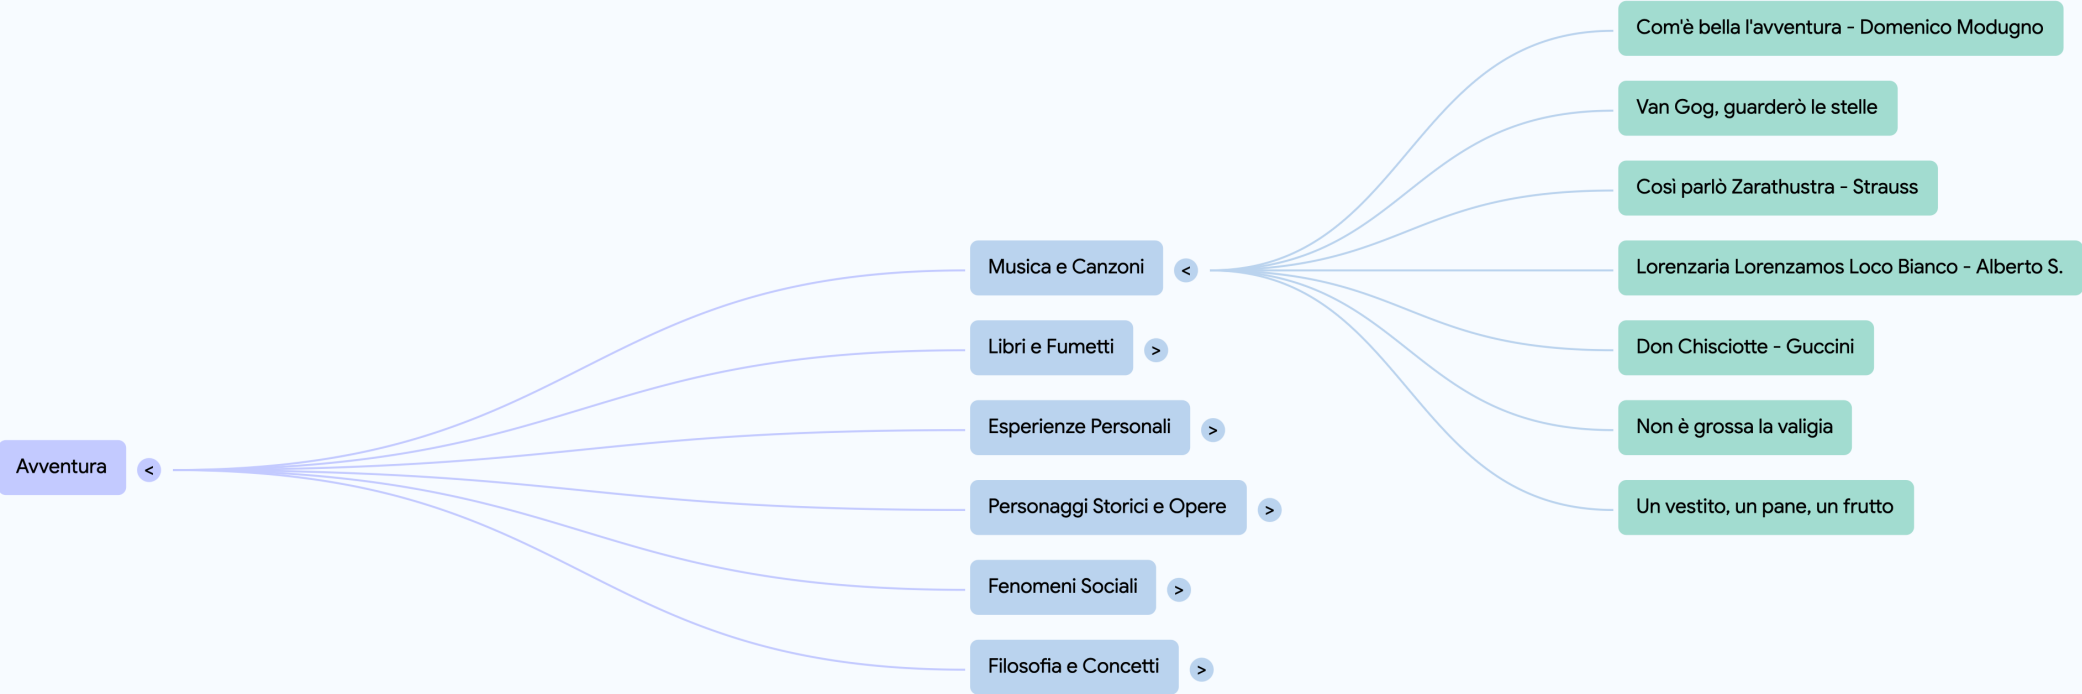 Avventura
<
Musica e Canzoni
<
Com'è bella l'avventura - Domenico Modugno
Van Gog, guarderò le stelle
Così parlò Zarathustra - Strauss
Lorenzaria Lorenzamos Loco Bianco - Alberto S.
Don Chisciotte - Guccini
Non è grossa la valigia
Un vestito, un pane, un frutto
Libri e Fumetti
>
Esperienze Personali
>
Personaggi Storici e Opere
>
Fenomeni Sociali
>
Filosofia e Concetti
>